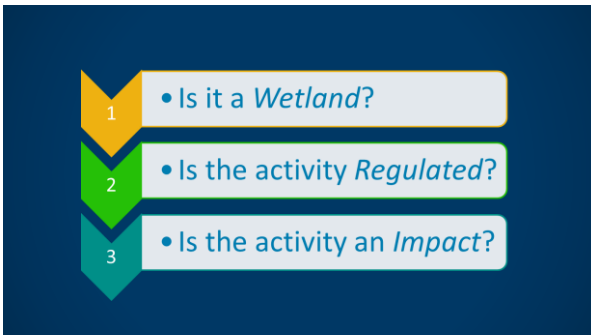 1 • Is it a Wetland?
2 • Is the activity Regulated?
3 • Is the activity an Impact?